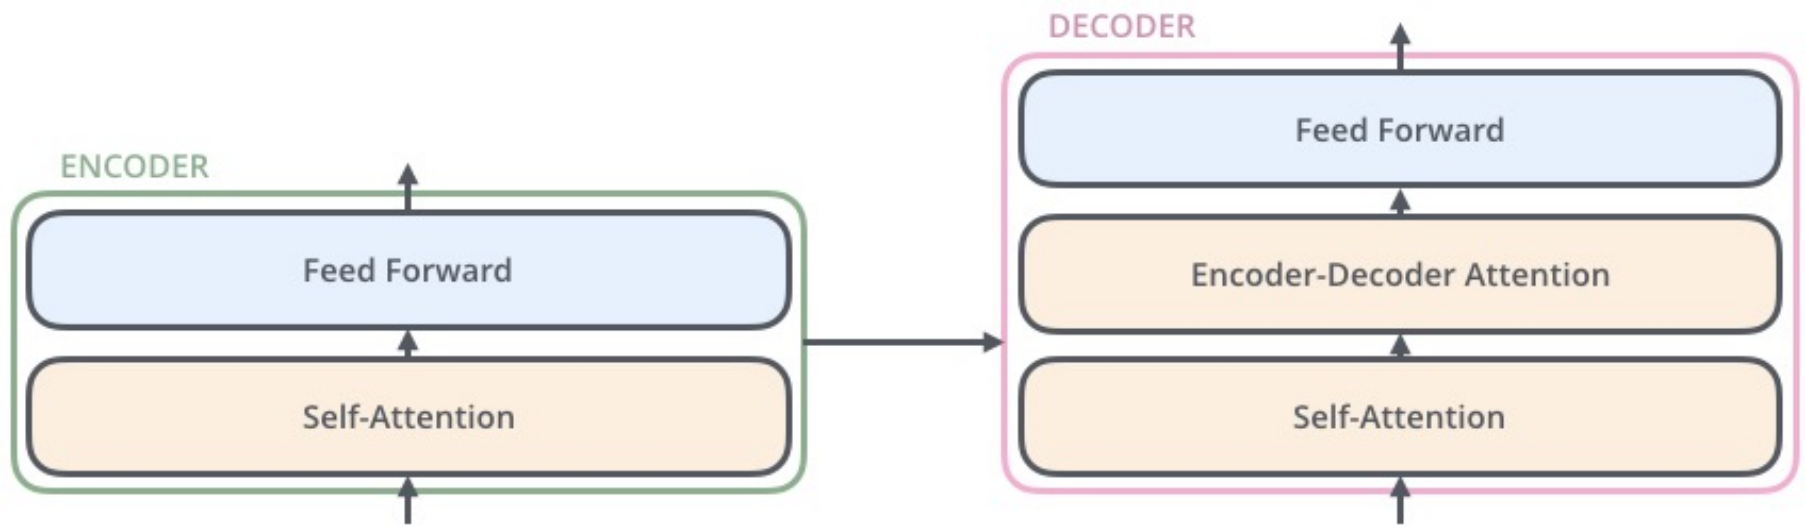 ENCODER
Feed Forward
Self-Attention
DECODER
Feed Forward
Encoder-Decoder Attention
Self-Attention